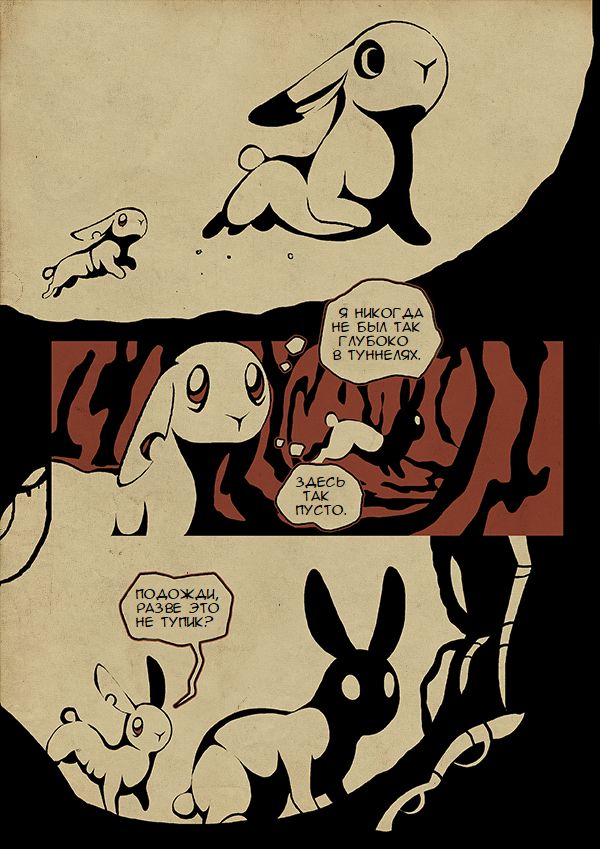 Я НИКОГДА
НЕ БЫЛ ТАК
ГЛУБОКО
В ТУННЕЛЯХ.
ЗДЕСЬ
ТАК
ПУСТО.
ПОДОЖДИ,
РАЗВЕ ЭТО
НЕ ТУПИК?